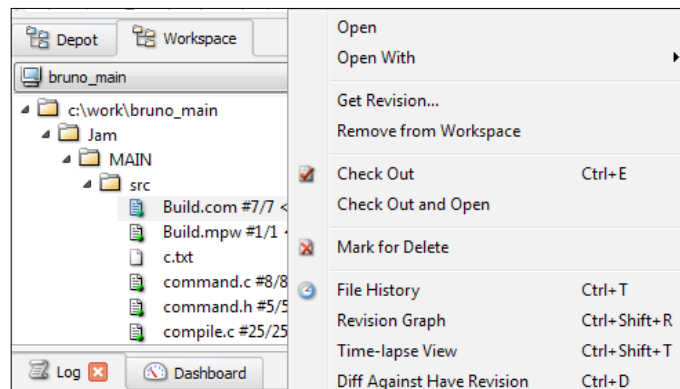 Depot
Workspace
bruno_main
c:\work\bruno_main
Jam
MAIN
src
Build.com #7/7 <
Build.mpw #1/1 <
c.txt
command.c #8/8
command.h #5/5
compile.c #25/25
Log
Dashboard
Open
Open With
Get Revision...
Remove from Workspace
Check Out Ctrl+E
Check Out and Open
Mark for Delete
File History Ctrl+T
Revision Graph Ctrl+Shift+R
Time-lapse View Ctrl+Shift+T
Diff Against Have Revision Ctrl+D